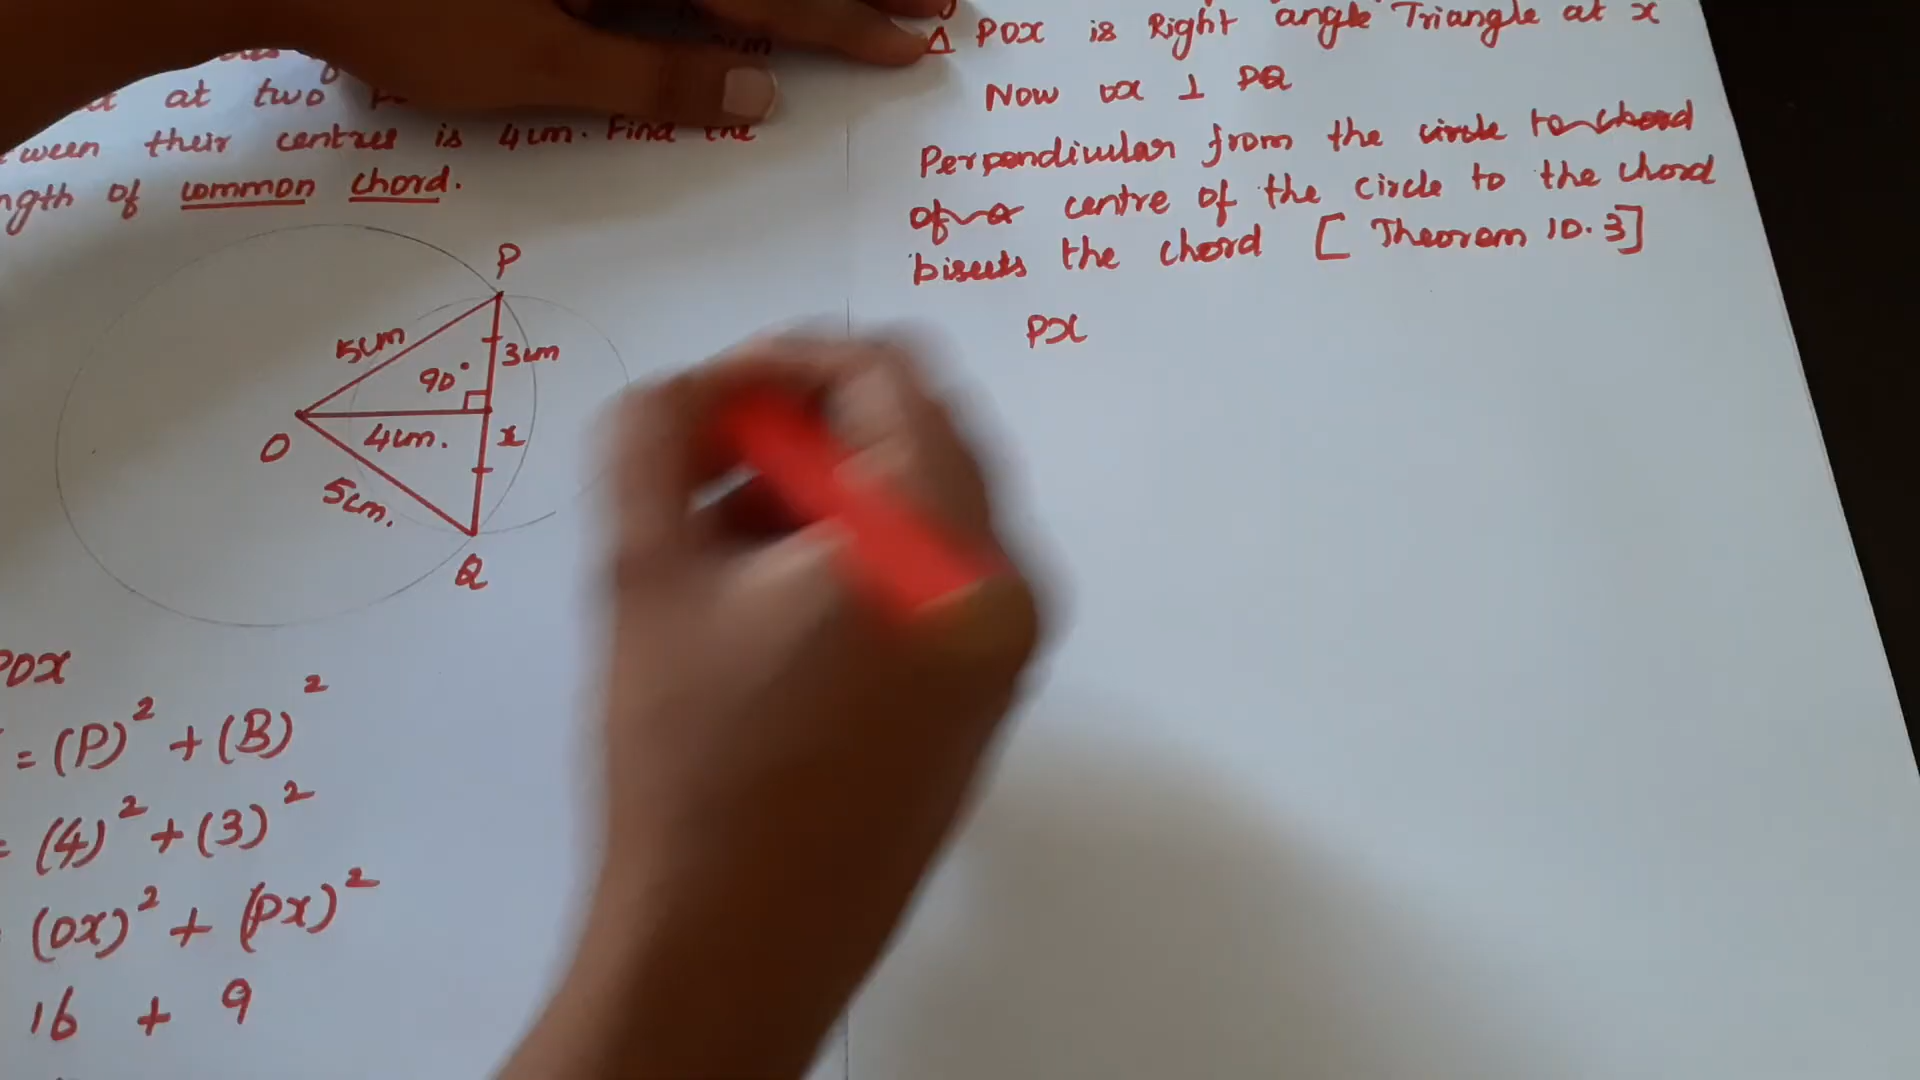 at two
ween their centres is 4cm. Find the
ngth of common chord.
P
5cm
3cm
90°
O
4cm.
x
5cm.
Q
POX
= (P)² + (B)²
= (4)² + (3)²
(OX)² + (PX)²
16 + 9
Δ POX is Right angle Triangle at x
Now OX ⊥ PQ
Perpendicular from the circle to chord
of a centre of the circle to the chord
bisects the chord [Theorem 10.3]
PX